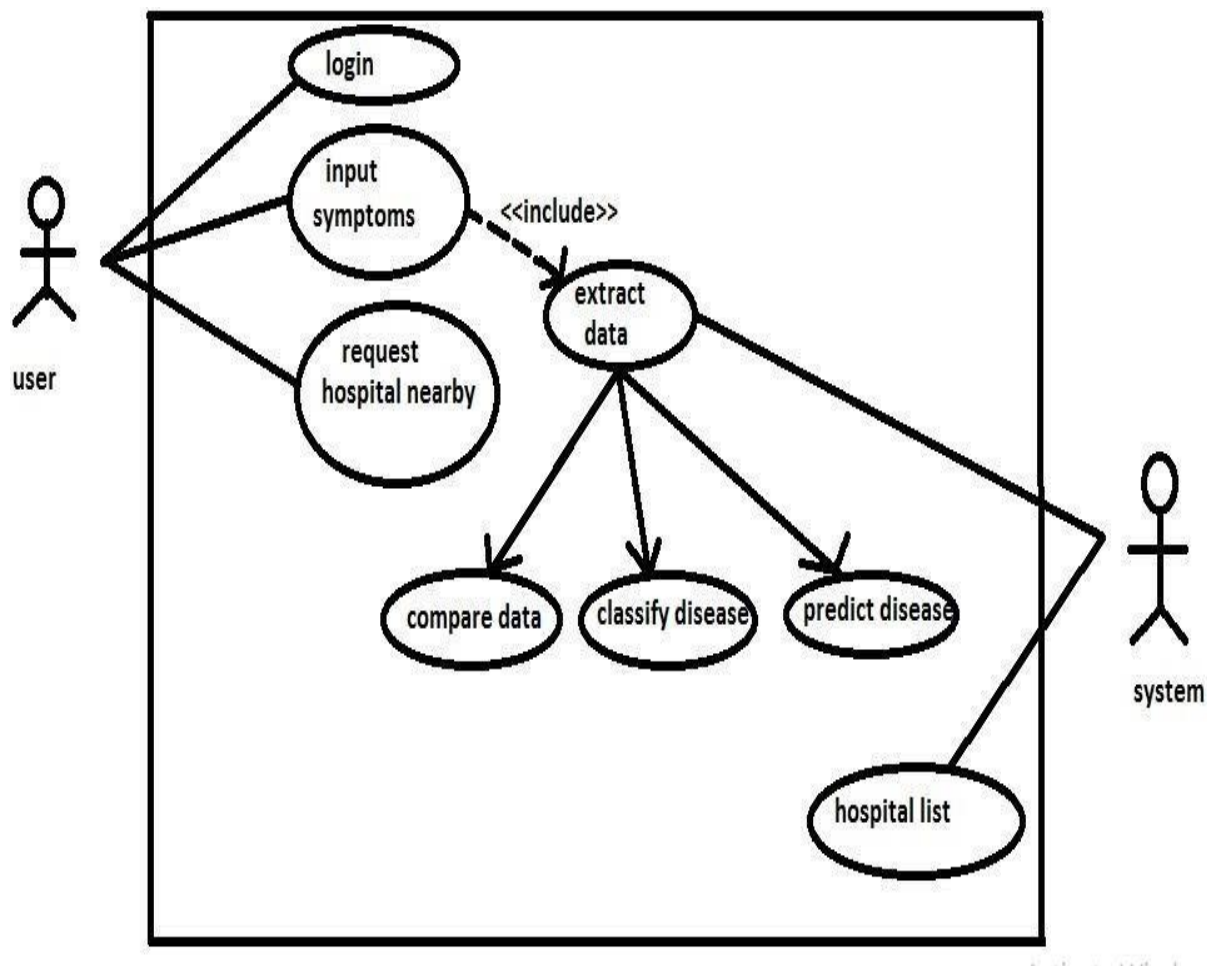 login
input
symptoms
<<include>>
extract
data
request
hospital nearby
user
compare data
classify disease
predict disease
system
hospital list